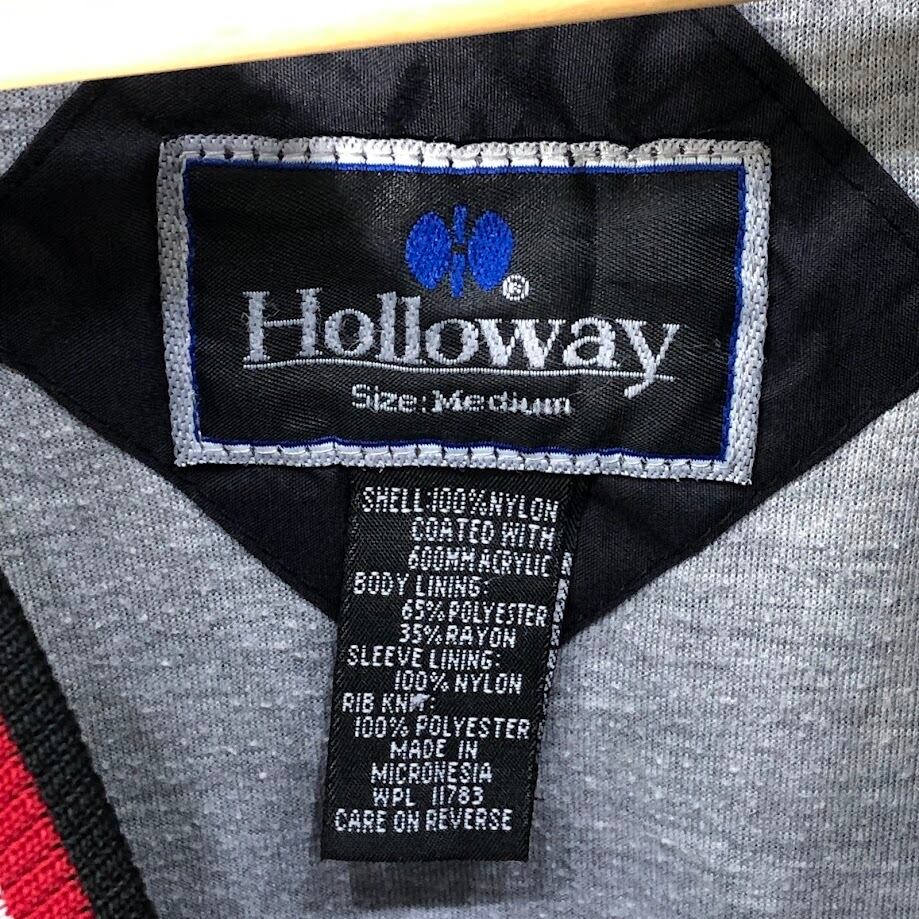 ®
Holloway
Size: Medium
SHELL:100% NYLON
COATED WITH
600MM ACRYLIC
BODY LINING:
65% POLYESTER
35% RAYON
SLEEVE LINING:
100% NYLON
RIB KNIT:
100% POLYESTER
MADE IN
MICRONESIA
WPL 11783
CARE ON REVERSE